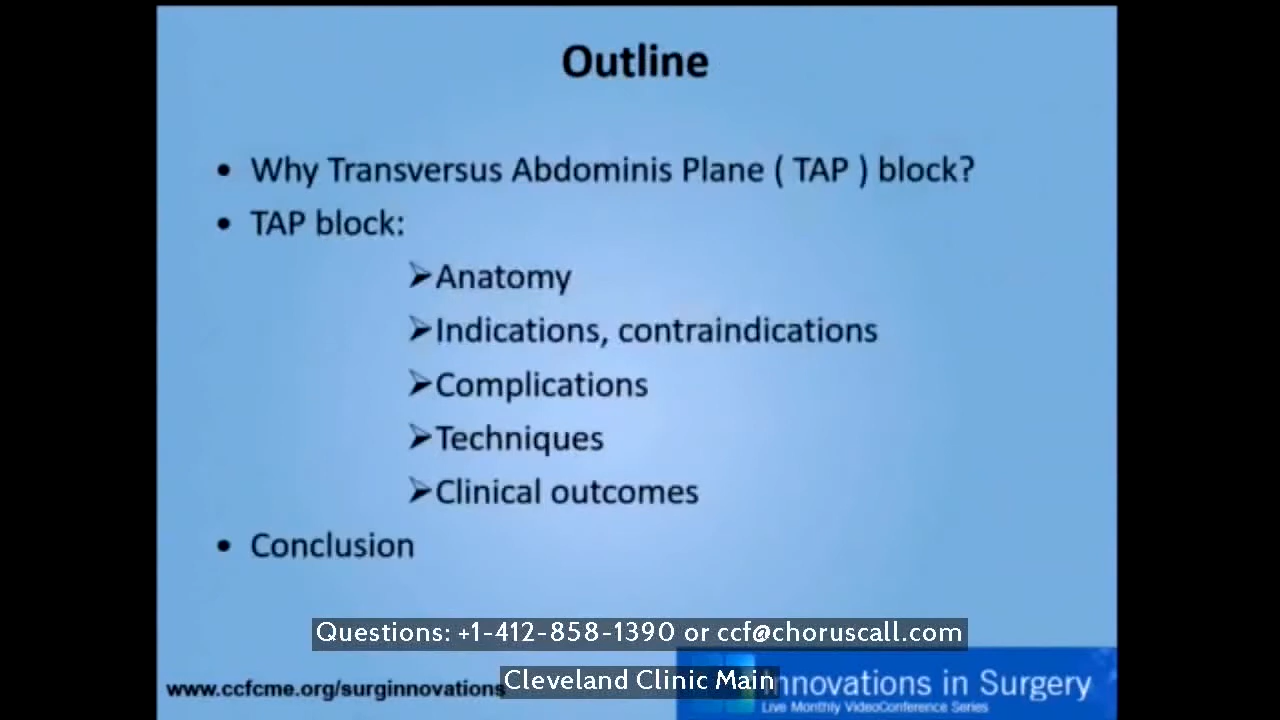 Outline
• Why Transversus Abdominis Plane ( TAP ) block?
• TAP block:
➢Anatomy
➢Indications, contraindications
➢Complications
➢Techniques
➢Clinical outcomes
• Conclusion
Questions: +1-412-858-1390 or ccf@choruscall.com
www.ccfcme.org/surginnovations
Cleveland Clinic Main
Innovations in Surgery
Live Monthly VideoConference Series